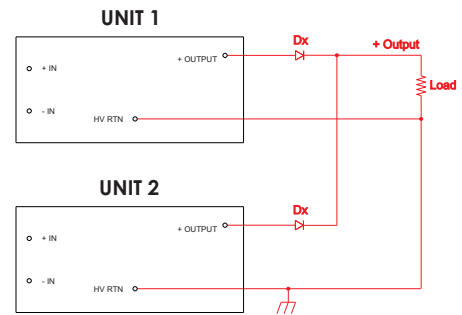 UNIT 1
Dx
+ Output
+ OUTPUT
+ IN
Load
- IN
HV RTN
UNIT 2
Dx
+ OUTPUT
+ IN
- IN
HV RTN